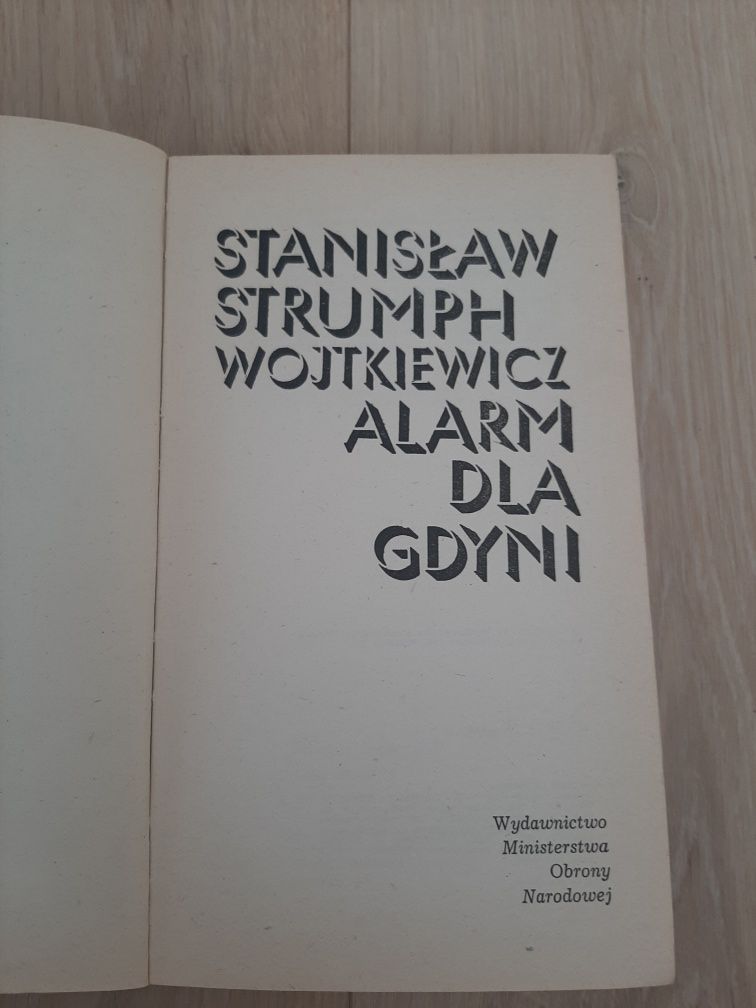 STANISŁAW
STRUMPH
WOJTKIEWICZ
ALARM
DLA
GDYNI
Wydawnictwo
Ministerstwa
Obrony
Narodowej